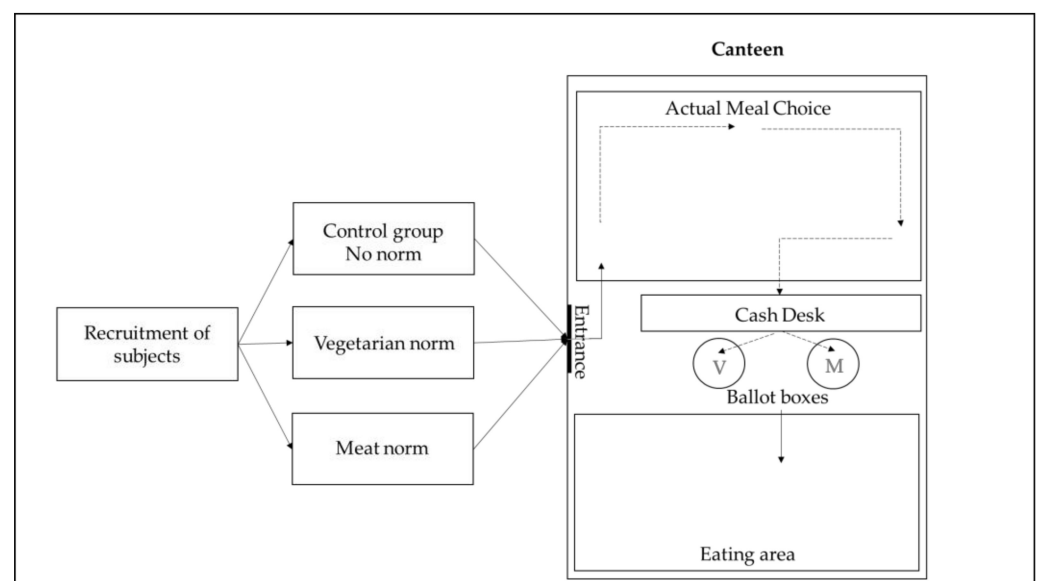 Canteen
Actual Meal Choice
Control group
No norm
Recruitment of
subjects
Vegetarian norm
Meat norm
Entrance
Cash Desk
V
M
Ballot boxes
Eating area